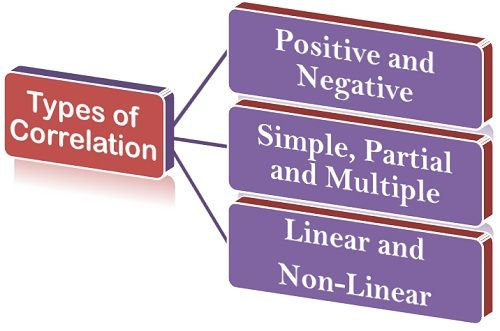 Types of
Correlation
Positive and
Negative
Simple, Partial
and Multiple
Linear and
Non-Linear